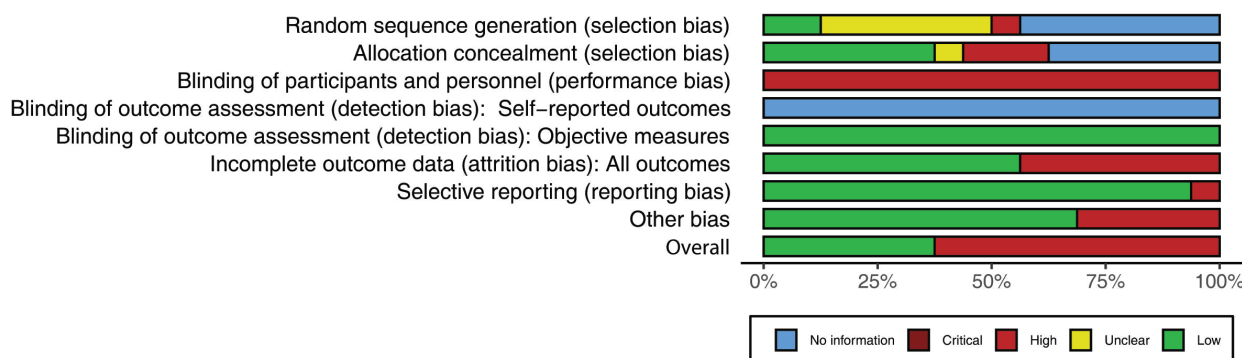 Random sequence generation (selection bias)
Allocation concealment (selection bias)
Blinding of participants and personnel (performance bias)
Blinding of outcome assessment (detection bias): Self−reported outcomes
Blinding of outcome assessment (detection bias): Objective measures
Incomplete outcome data (attrition bias): All outcomes
Selective reporting (reporting bias)
Other bias
Overall
0% 25% 50% 75% 100%
No information Critical High Unclear Low